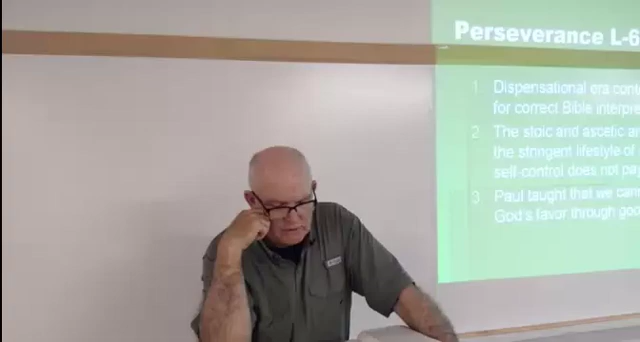 Perseverance L-6
1. Dispensational era cont
for correct Bible interpre
2. The stoic and ascetic an
the stringent lifestyle of
self-control does not pay
3 Paul taught that we cann
God's favor through goo